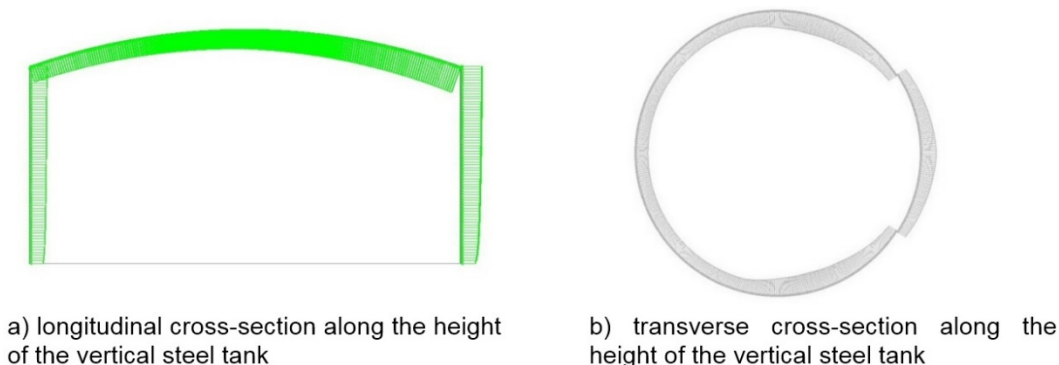 a) longitudinal cross-section along the height
of the vertical steel tank
b) transverse cross-section along the
height of the vertical steel tank